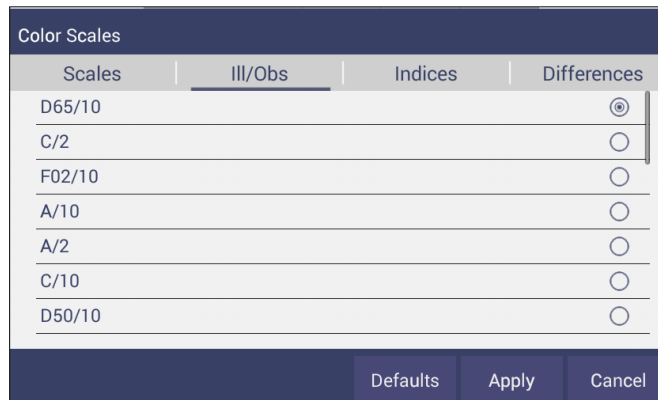 Color Scales
Scales Ill/Obs Indices Differences
D65/10
C/2
F02/10
A/10
A/2
C/10
D50/10
Defaults Apply Cancel